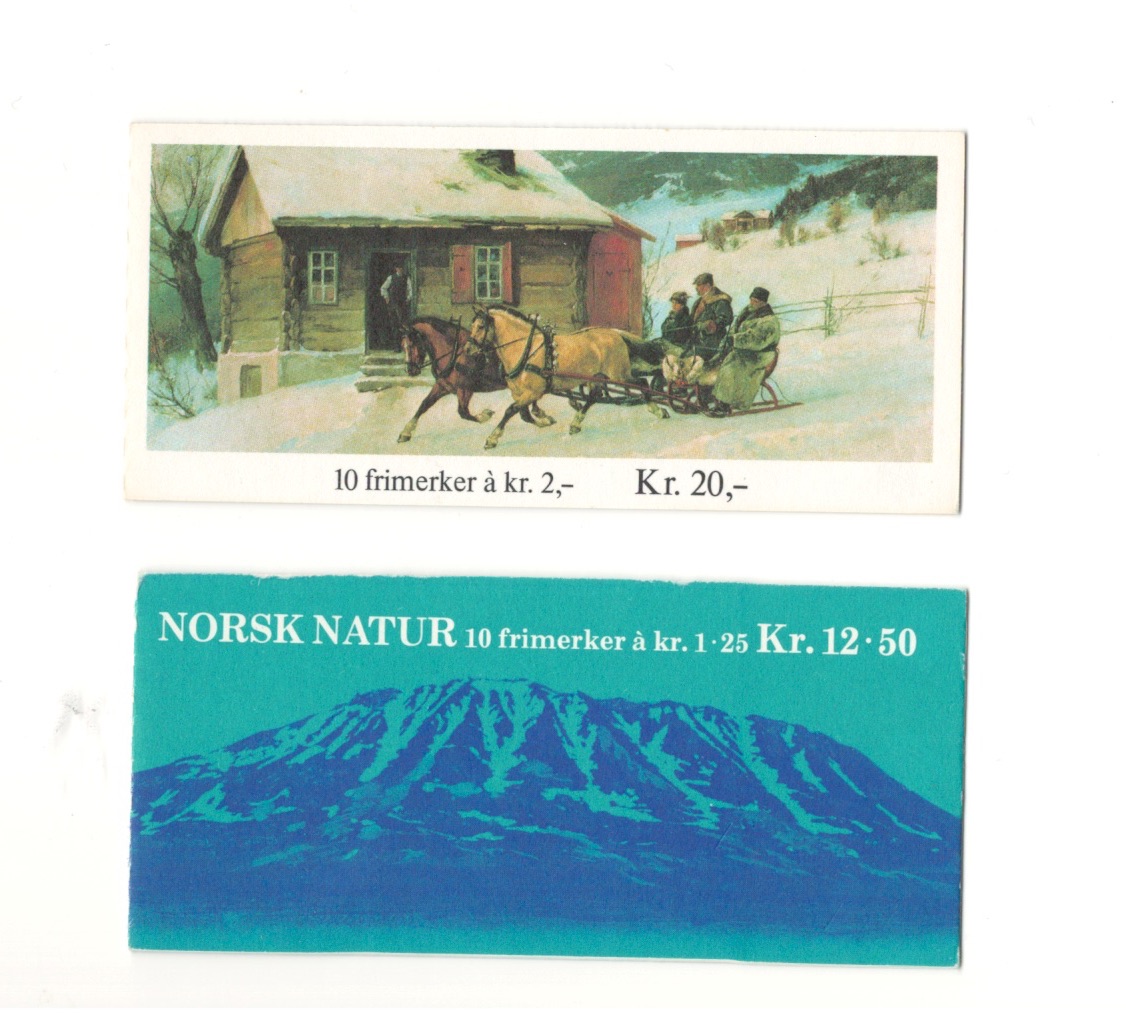 10 frimerker à kr. 2,– Kr. 20,–
NORSK NATUR 10 frimerker à kr. 1·25 Kr. 12·50